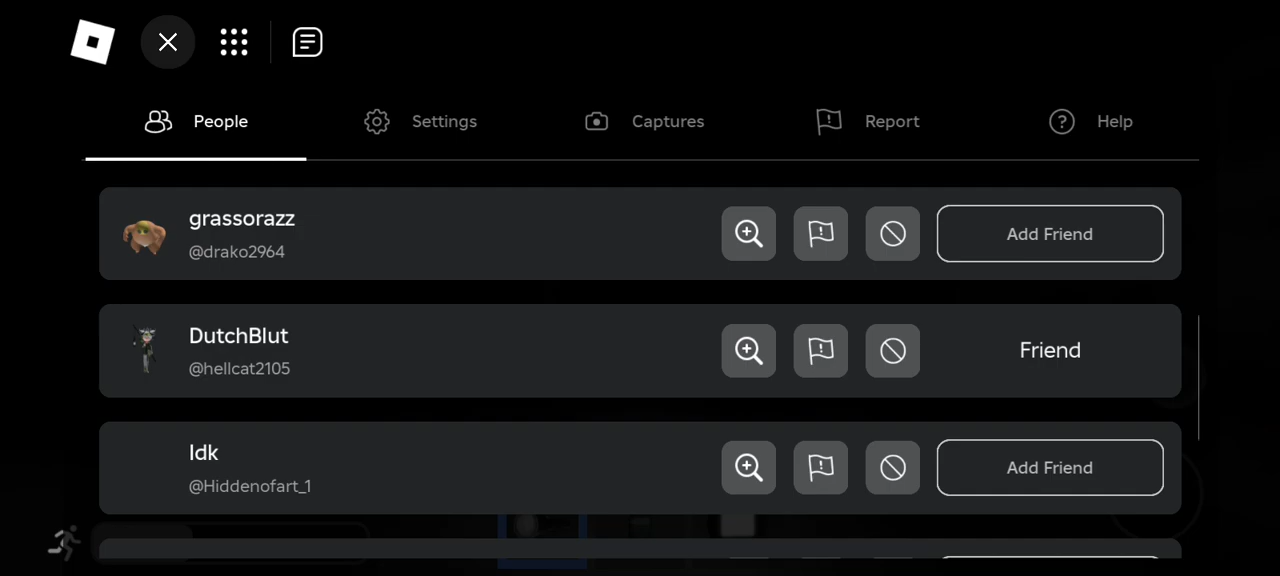 People
Settings
Captures
Report
Help
grassorazz
@drako2964
Add Friend
DutchBlut
@hellcat2105
Friend
Idk
@Hiddenofart_1
Add Friend